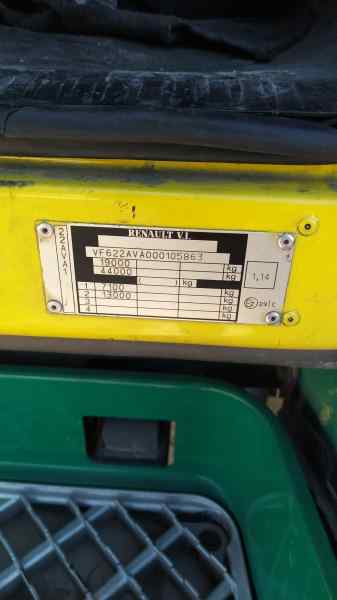 RENAULT V.I.
22AVA1
VF622AVA000105863
19000 kg
44000 kg
( ) kg
1 7100 kg
2 13000 kg
3 kg
4 kg
1,14